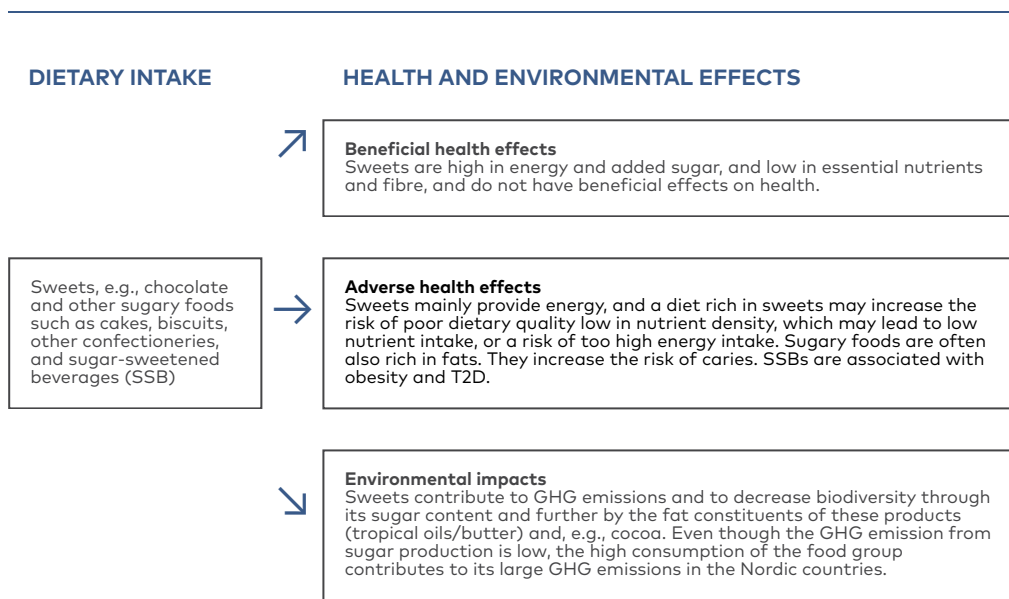 DIETARY INTAKE
HEALTH AND ENVIRONMENTAL EFFECTS
Beneficial health effects
Sweets are high in energy and added sugar, and low in essential nutrients
and fibre, and do not have beneficial effects on health.
Sweets, e.g., chocolate
and other sugary foods
such as cakes, biscuits,
other confectioneries,
and sugar-sweetened
beverages (SSB)
Adverse health effects
Sweets mainly provide energy, and a diet rich in sweets may increase the
risk of poor dietary quality low in nutrient density, which may lead to low
nutrient intake, or a risk of too high energy intake. Sugary foods are often
also rich in fats. They increase the risk of caries. SSBs are associated with
obesity and T2D.
Environmental impacts
Sweets contribute to GHG emissions and to decrease biodiversity through
its sugar content and further by the fat constituents of these products
(tropical oils/butter) and, e.g., cocoa. Even though the GHG emission from
sugar production is low, the high consumption of the food group
contributes to its large GHG emissions in the Nordic countries.